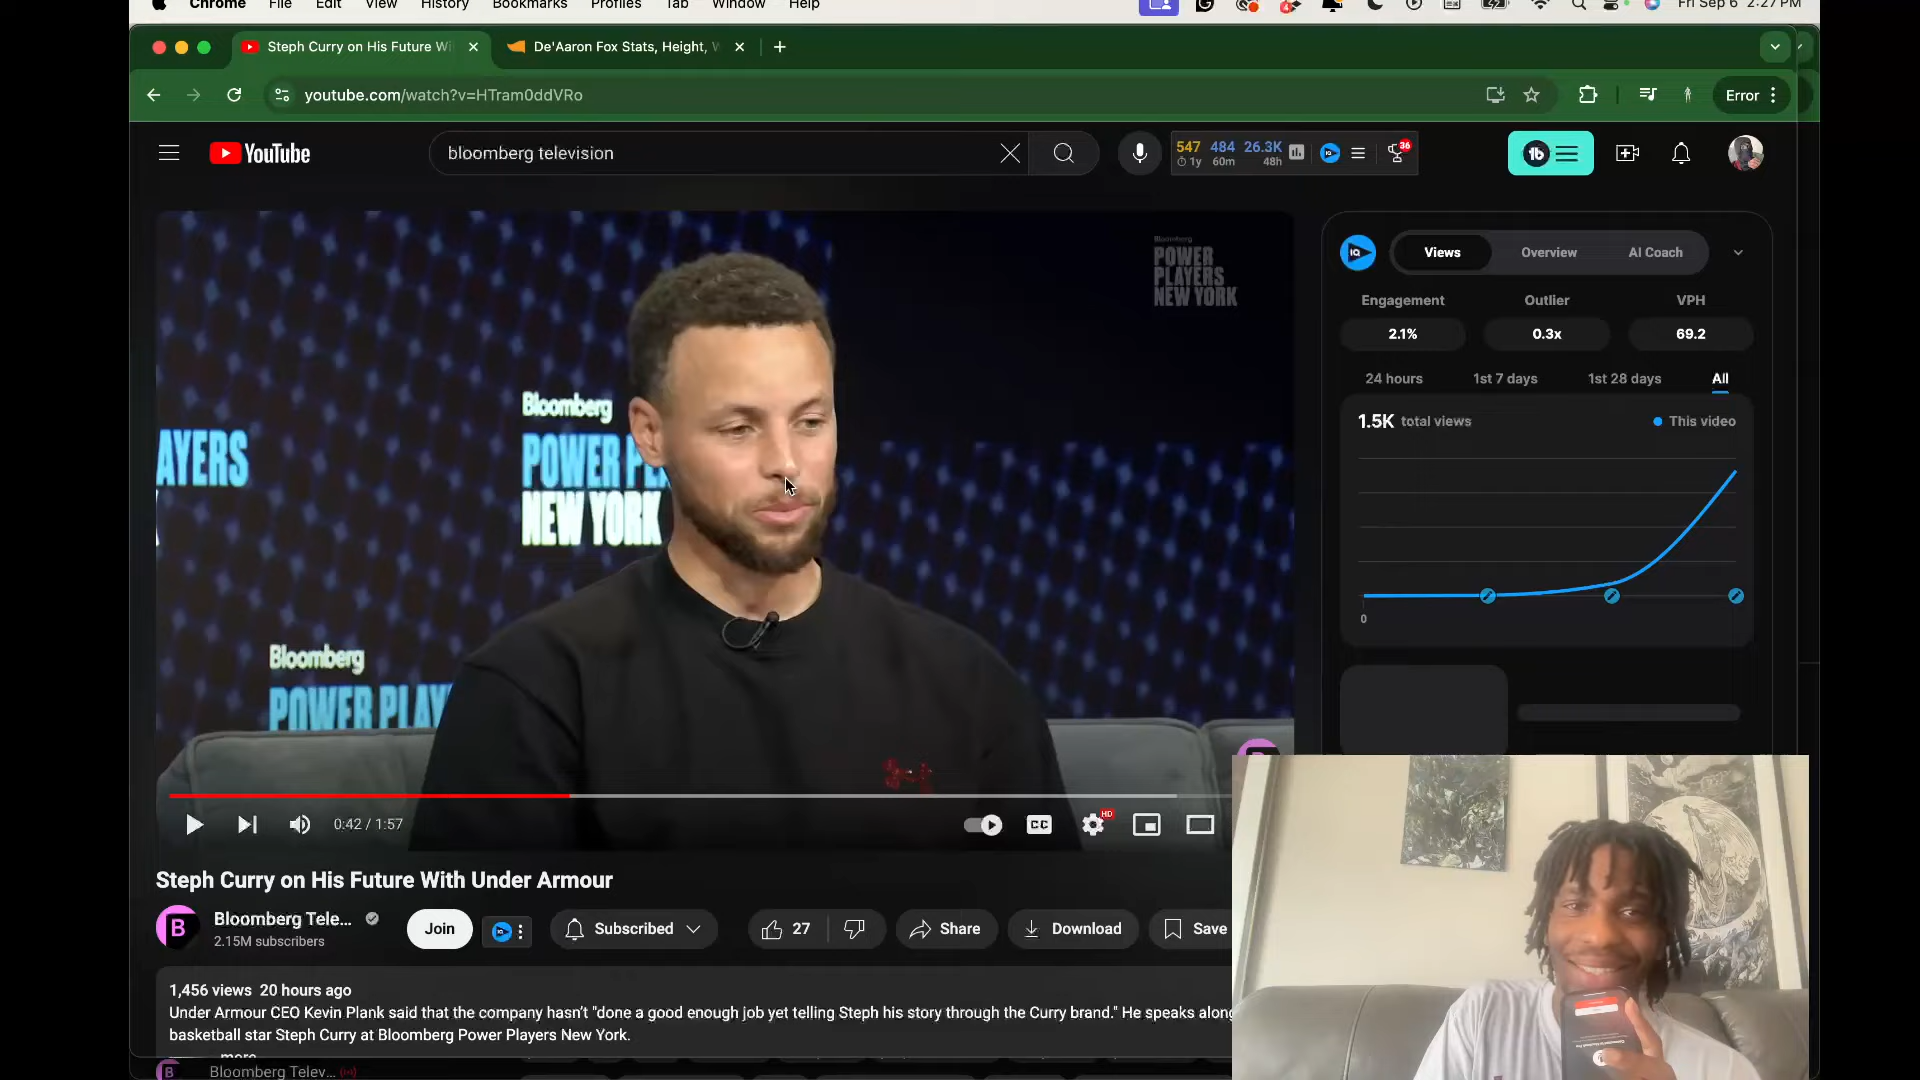 Chrome File Edit View History Bookmarks Profiles Tab Window Help Fri Sep 6 2:27 PM
Steph Curry on His Future Wi De'Aaron Fox Stats, Height,
youtube.com/watch?v=HTram0ddVRo Error
YouTube bloomberg television 547 484 26.3K 36
1y 60m 48h
Bloomberg
POWER
PLAYERS
NEW YORK
AYERS
Bloomberg
POWER PL
NEW YORK
Bloomberg
POWER PLAY
0:42 / 1:57 CC HD
IQ Views Overview AI Coach
Engagement Outlier VPH
2.1% 0.3x 69.2
24 hours 1st 7 days 1st 28 days All
1.5K total views This video
0
Steph Curry on His Future With Under Armour
B Bloomberg Tele... Join Subscribed 27 Share Download Save
2.15M subscribers
1,456 views 20 hours ago
Under Armour CEO Kevin Plank said that the company hasn't "done a good enough job yet telling Steph his story through the Curry brand." He speaks along
basketball star Steph Curry at Bloomberg Power Players New York.
...more
B Bloomberg Telev...